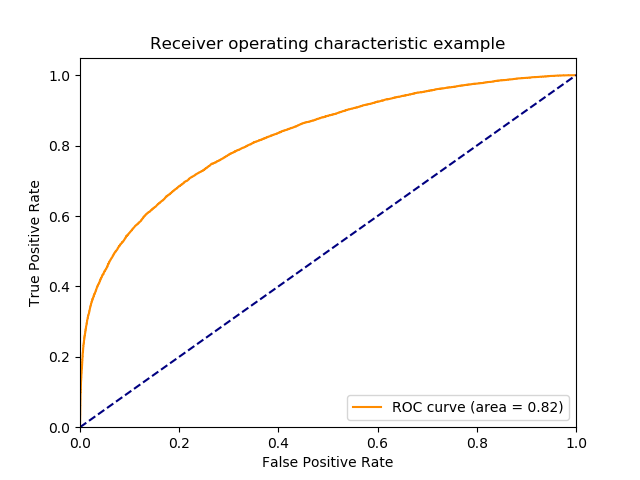 Receiver operating characteristic example
1.0
0.8
0.6
0.4
0.2
0.0
True Positive Rate
ROC curve (area = 0.82)
0.0 0.2 0.4 0.6 0.8 1.0
False Positive Rate